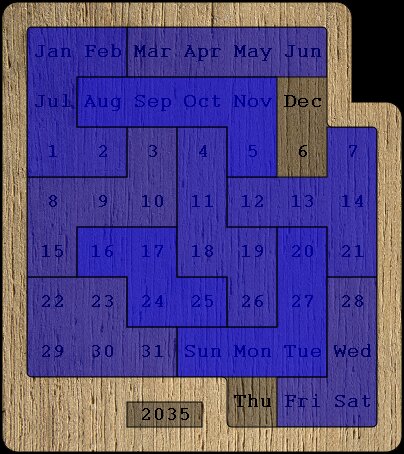 Jan Feb Mar Apr May Jun
Jul Aug Sep Oct Nov Dec
1 2 3 4 5 6 7
8 9 10 11 12 13 14
15 16 17 18 19 20 21
22 23 24 25 26 27 28
29 30 31 Sun Mon Tue Wed
Thu Fri Sat
2035